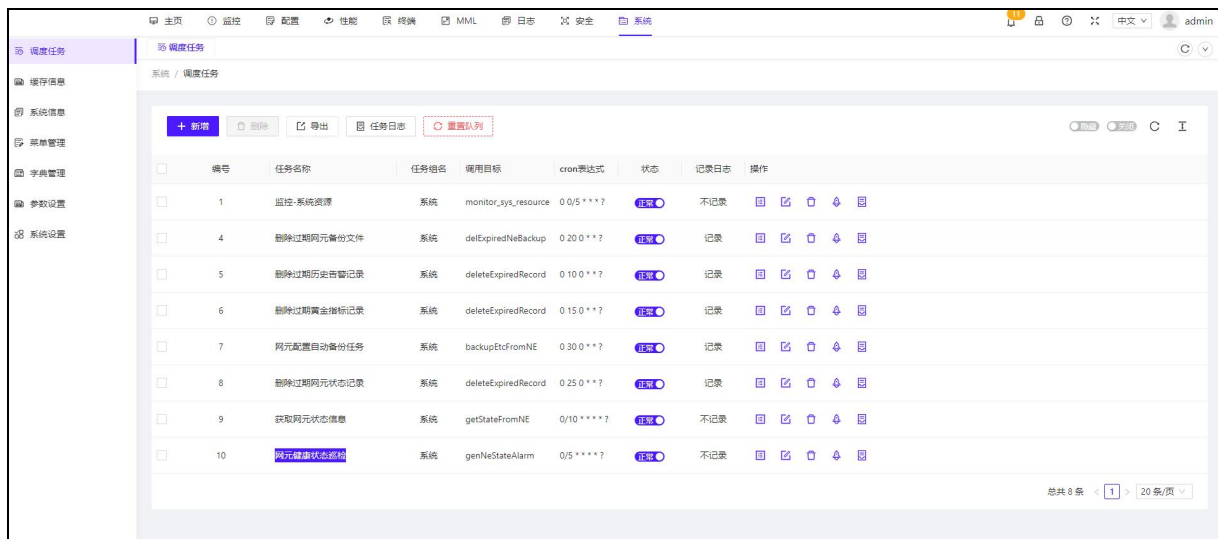 主页 监控 配置 性能 终端 MML 日志 安全 系统 11 中文 admin
调度任务
缓存信息
系统信息
菜单管理
字典管理
参数设置
系统设置
调度任务
系统 / 调度任务
+ 新增 删除 导出 任务日志 重置队列 隐藏 关闭
编号 任务名称 任务组名 调用目标 cron表达式 状态 记录日志 操作
1 监控-系统资源 系统 monitor_sys_resource 0 0/5 * * * ? 正常 不记录
4 删除过期网元备份文件 系统 delExpiredNeBackup 0 20 0 * * ? 正常 记录
5 删除过期历史告警记录 系统 deleteExpiredRecord 0 10 0 * * ? 正常 记录
6 删除过期黄金指标记录 系统 deleteExpiredRecord 0 15 0 * * ? 正常 记录
7 网元配置自动备份任务 系统 backupEtcFromNE 0 30 0 * * ? 正常 记录
8 删除过期网元状态记录 系统 deleteExpiredRecord 0 25 0 * * ? 正常 记录
9 获取网元状态信息 系统 getStateFromNE 0/10 * * * * ? 正常 不记录
10 网元健康状态巡检 系统 genNeStateAlarm 0/5 * * * * ? 正常 不记录
总共 8 条 < 1 > 20 条/页